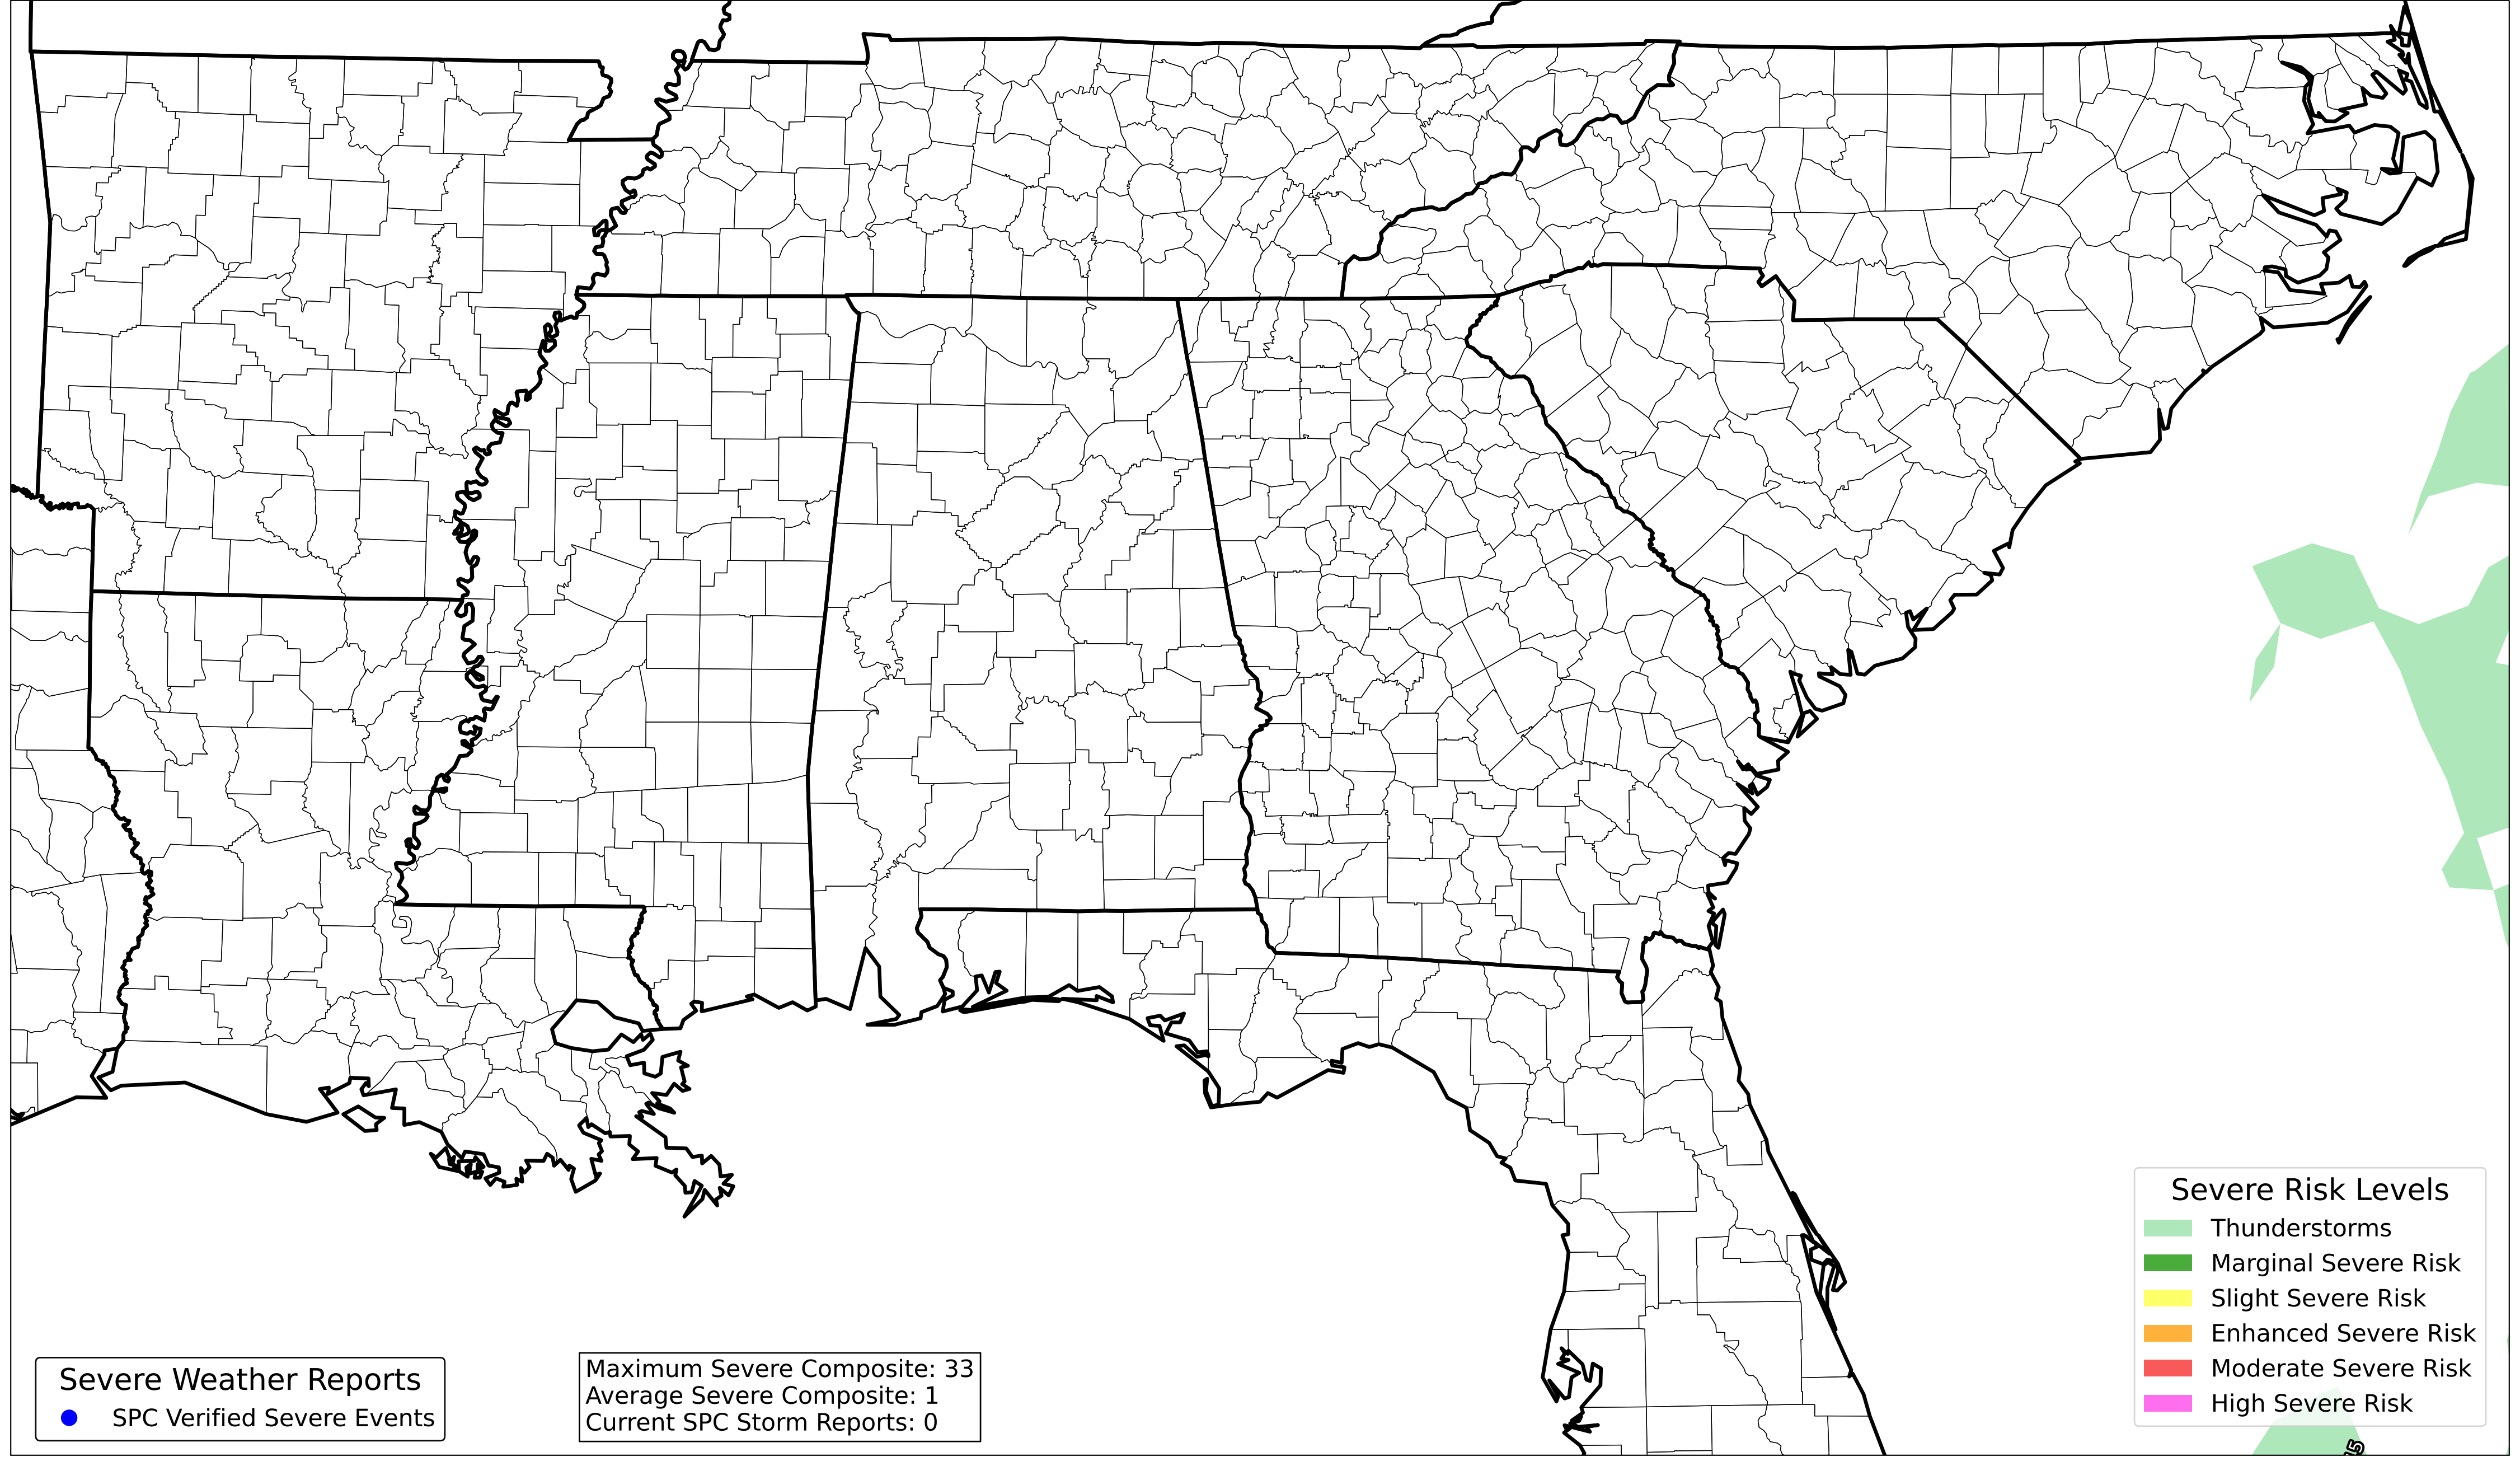 Severe Risk Levels
Thunderstorms
Marginal Severe Risk
Slight Severe Risk
Enhanced Severe Risk
Moderate Severe Risk
High Severe Risk
Severe Weather Reports
SPC Verified Severe Events
Maximum Severe Composite: 33
Average Severe Composite: 1
Current SPC Storm Reports: 0